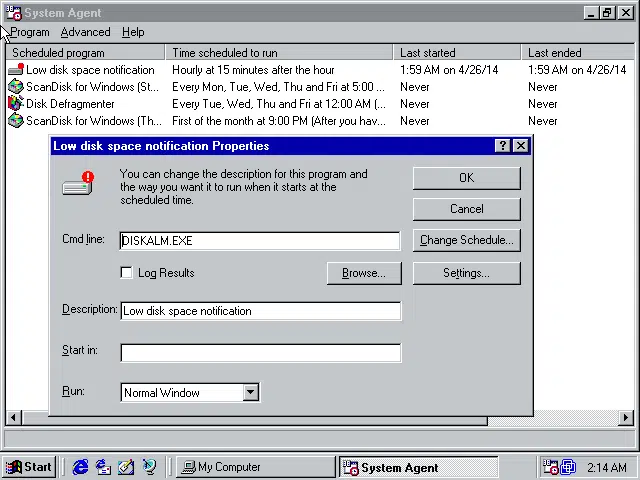 System Agent
Program Advanced Help
Scheduled program Time scheduled to run Last started Last ended
Low disk space notification Hourly at 15 minutes after the hour 1:59 AM on 4/26/14 1:59 AM on 4/26/14
ScanDisk for Windows (St... Every Mon, Tue, Wed, Thu and Fri at 5:00 ... Never Never
Disk Defragmenter Every Tue, Wed, Thu and Fri at 12:00 AM (... Never Never
ScanDisk for Windows (Th... First of the month at 9:00 PM (After you hav... Never Never
Low disk space notification Properties
You can change the description for this program and
the way you want it to run when it starts at the
scheduled time.
OK
Cancel
Cmd line: DISKALM.EXE
Change Schedule...
Log Results
Browse...
Settings...
Description: Low disk space notification
Start in:
Run: Normal Window
Start My Computer System Agent 2:14 AM